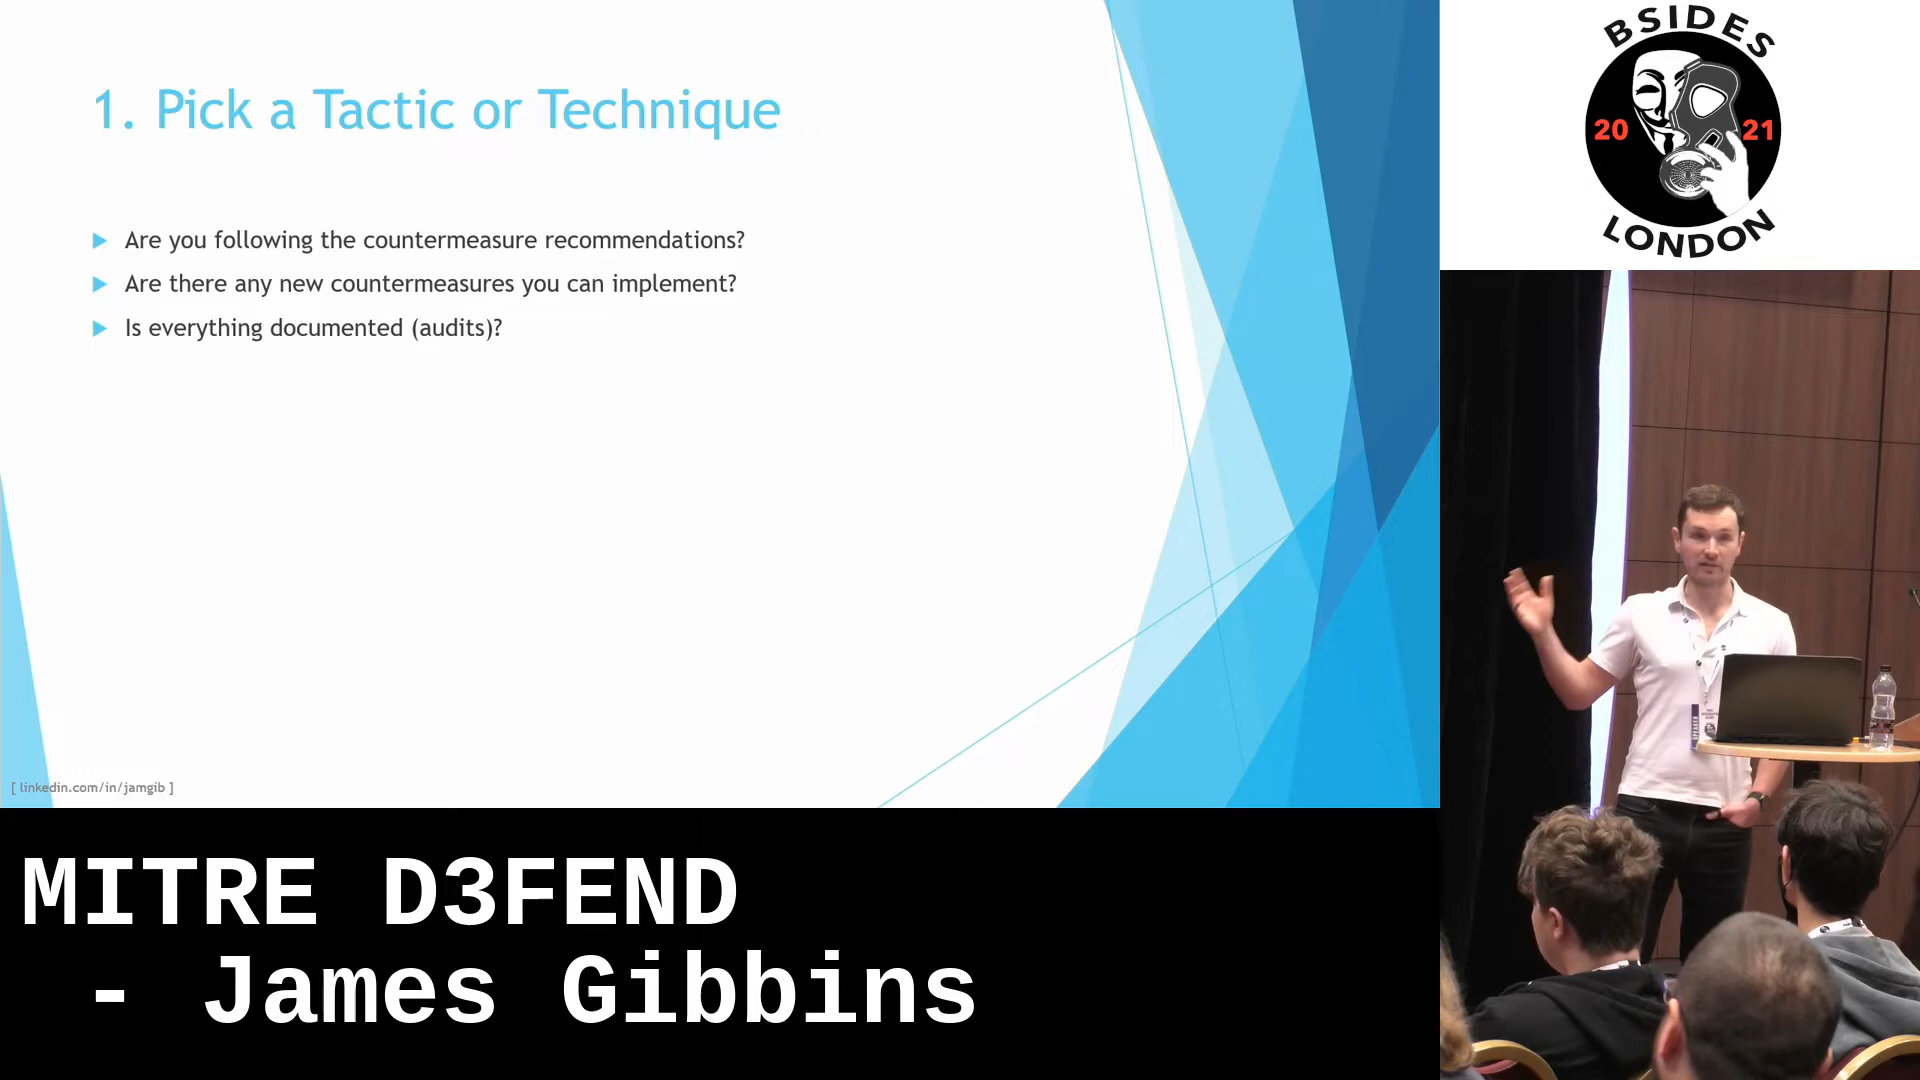 1. Pick a Tactic or Technique
Are you following the countermeasure recommendations?
Are there any new countermeasures you can implement?
Is everything documented (audits)?
[ linkedin.com/in/jamgib ]
MITRE D3FEND
- James Gibbins
BSIDES
20 21
LONDON